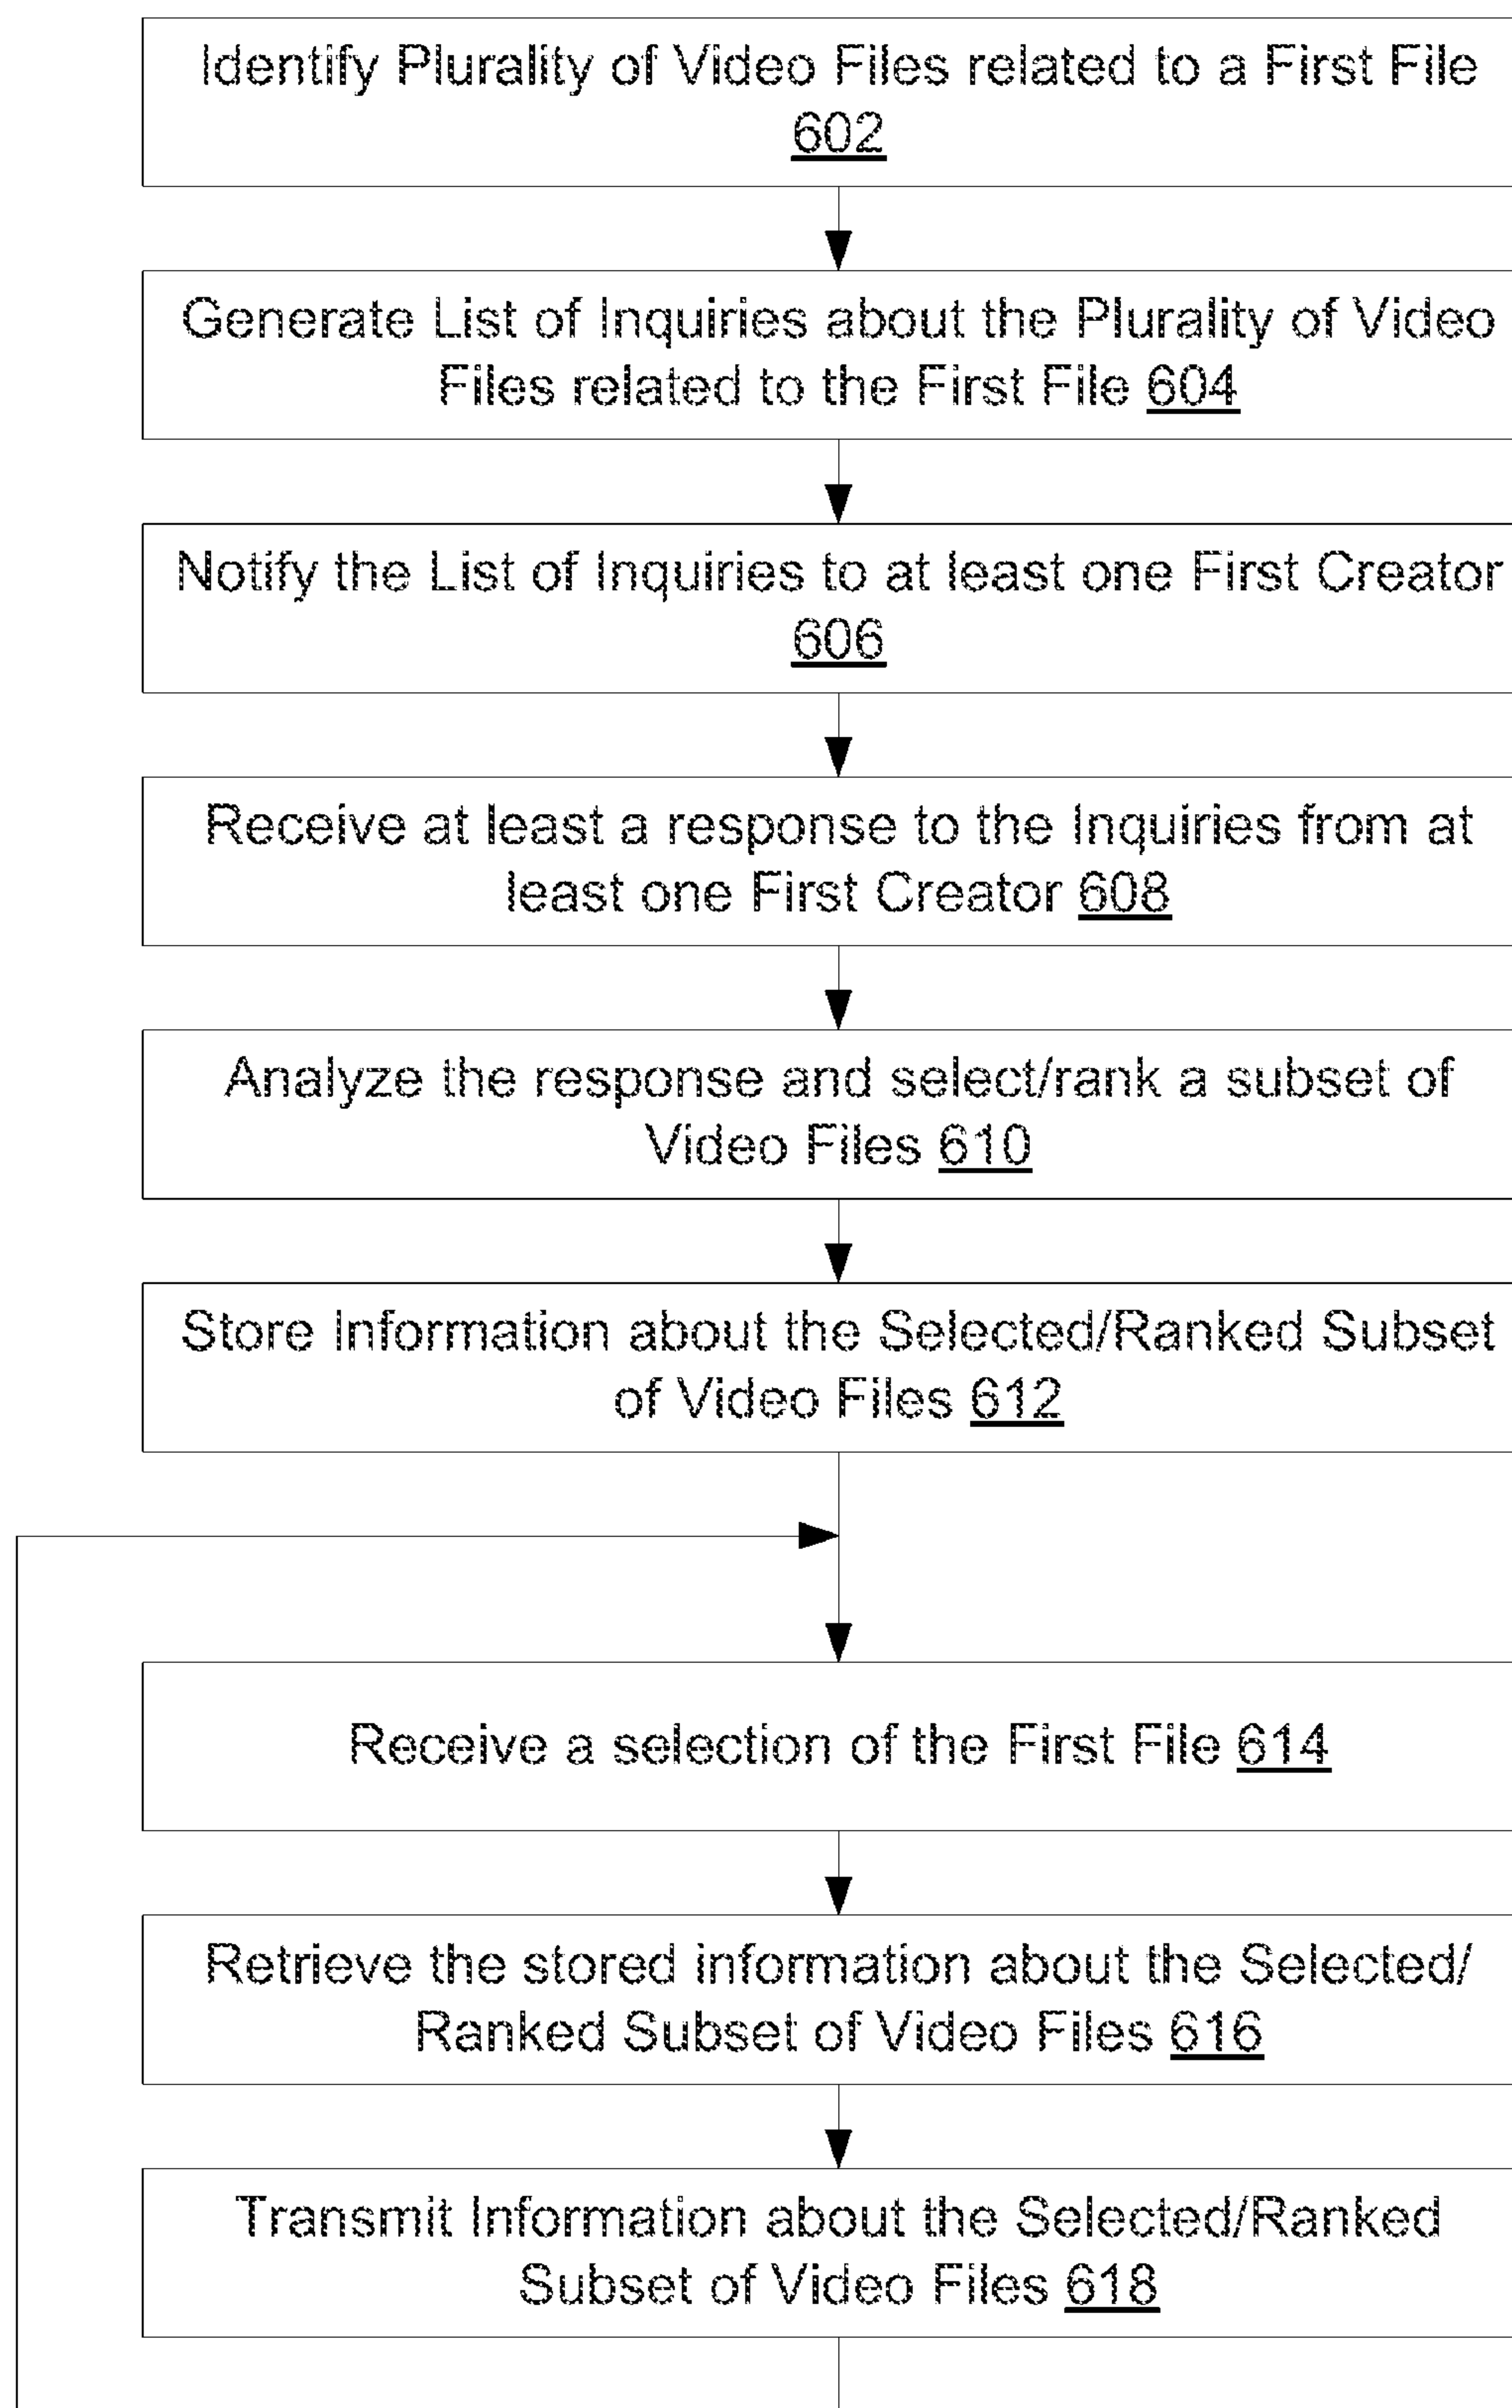 Identify Plurality of Video Files related to a First File
602
Generate List of Inquiries about the Plurality of Video
Files related to the First File 604
Notify the List of Inquiries to at least one First Creator
606
Receive at least a response to the Inquiries from at
least one First Creator 608
Analyze the response and select/rank a subset of
Video Files 610
Store Information about the Selected/Ranked Subset
of Video Files 612
Receive a selection of the First File 614
Retrieve the stored information about the Selected/
Ranked Subset of Video Files 616
Transmit Information about the Selected/Ranked
Subset of Video Files 618